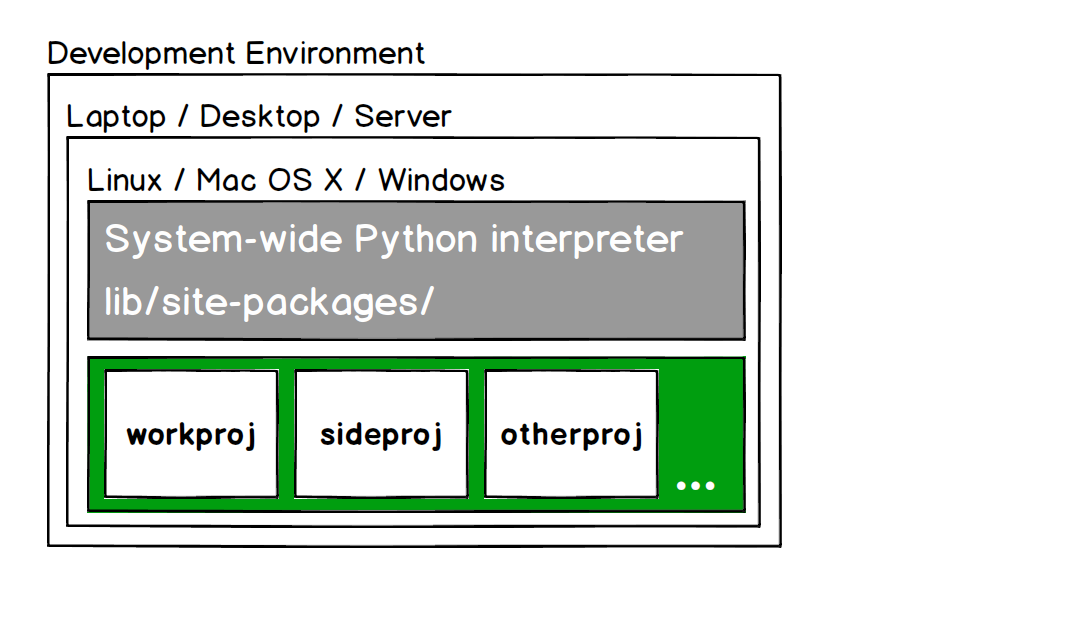 Development Environment
Laptop / Desktop / Server
Linux / Mac OS X / Windows
System-wide Python interpreter
lib/site-packages/
workproj sideproj otherproj
...